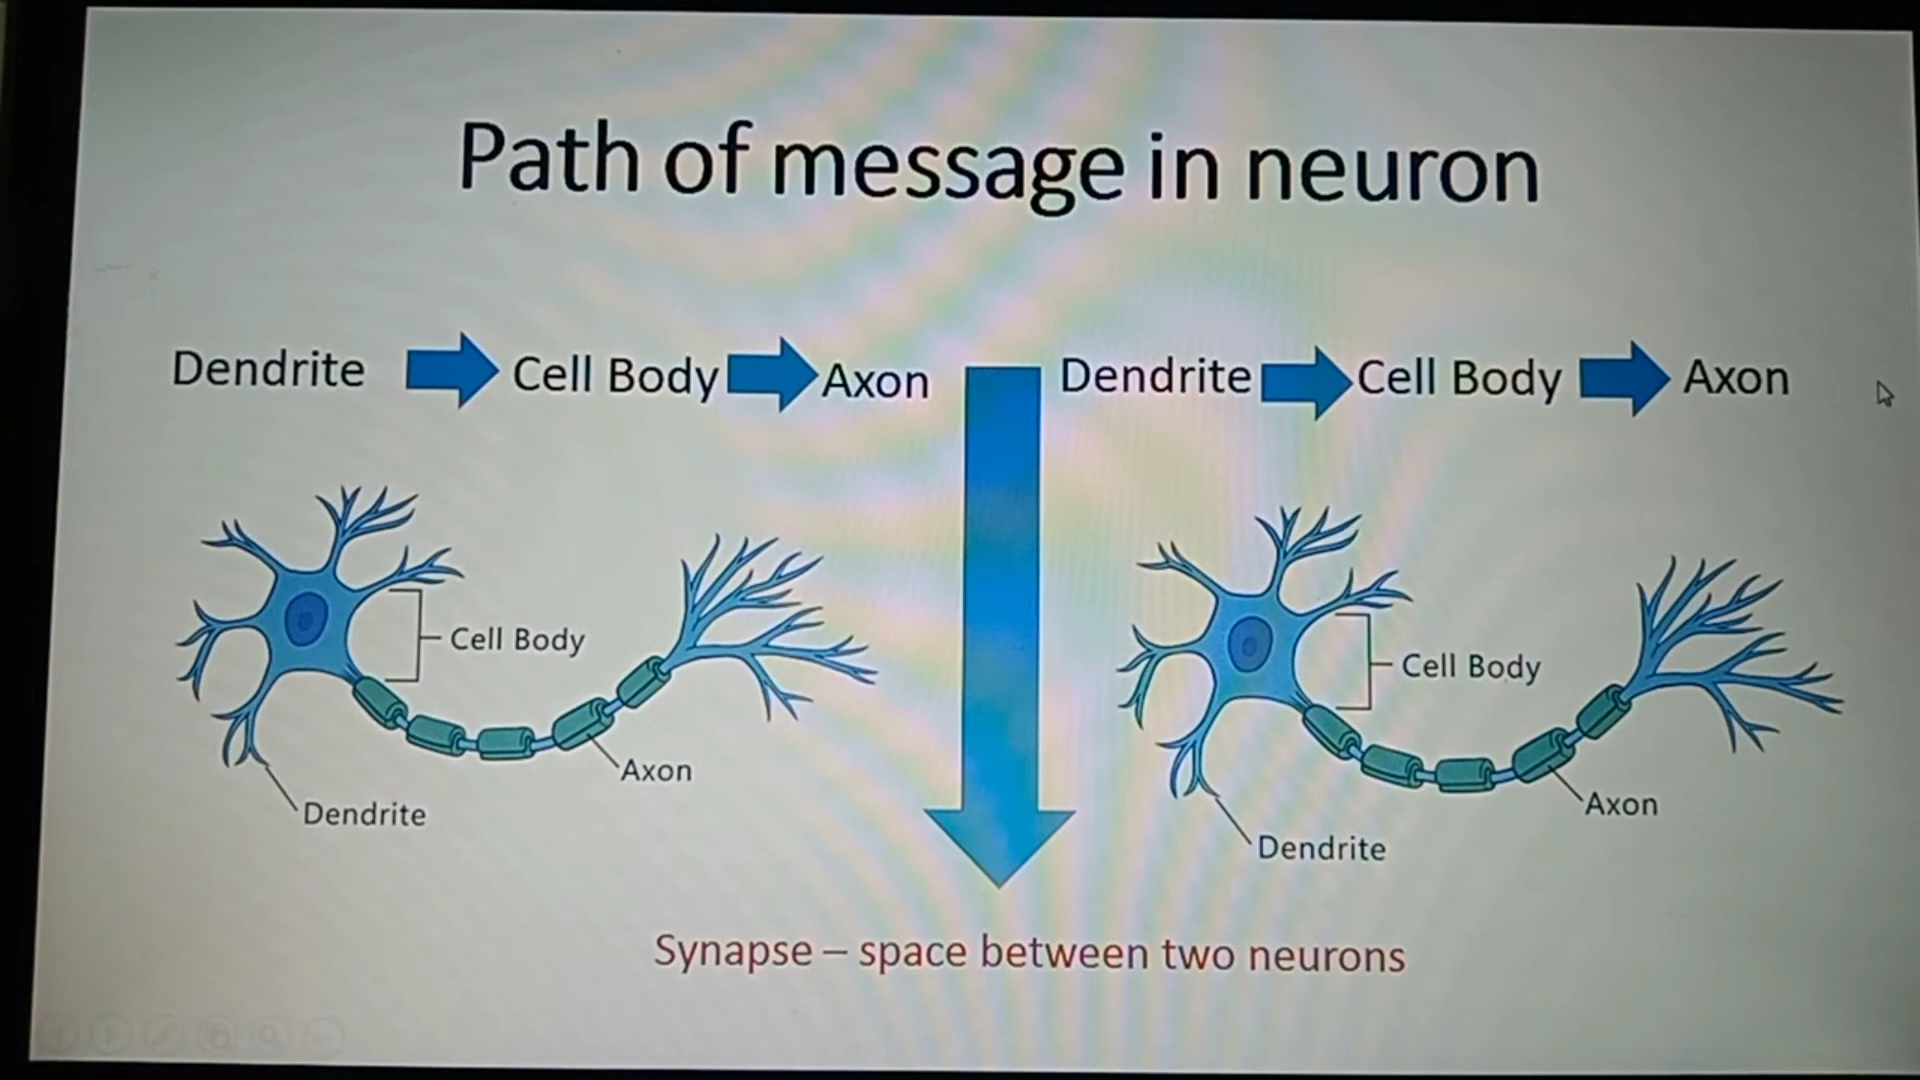 Path of message in neuron
Dendrite Cell Body Axon Dendrite Cell Body Axon
Cell Body
Axon
Dendrite
Cell Body
Axon
Dendrite
Synapse – space between two neurons